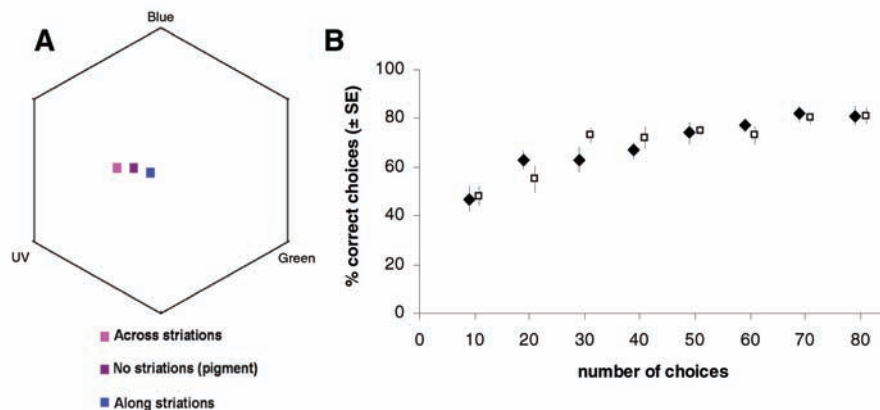 A
Blue
UV
Green
Across striations
No striations (pigment)
Along striations
B
% correct choices (± SE)
100
80
60
40
20
0
0 10 20 30 40 50 60 70 80
number of choices